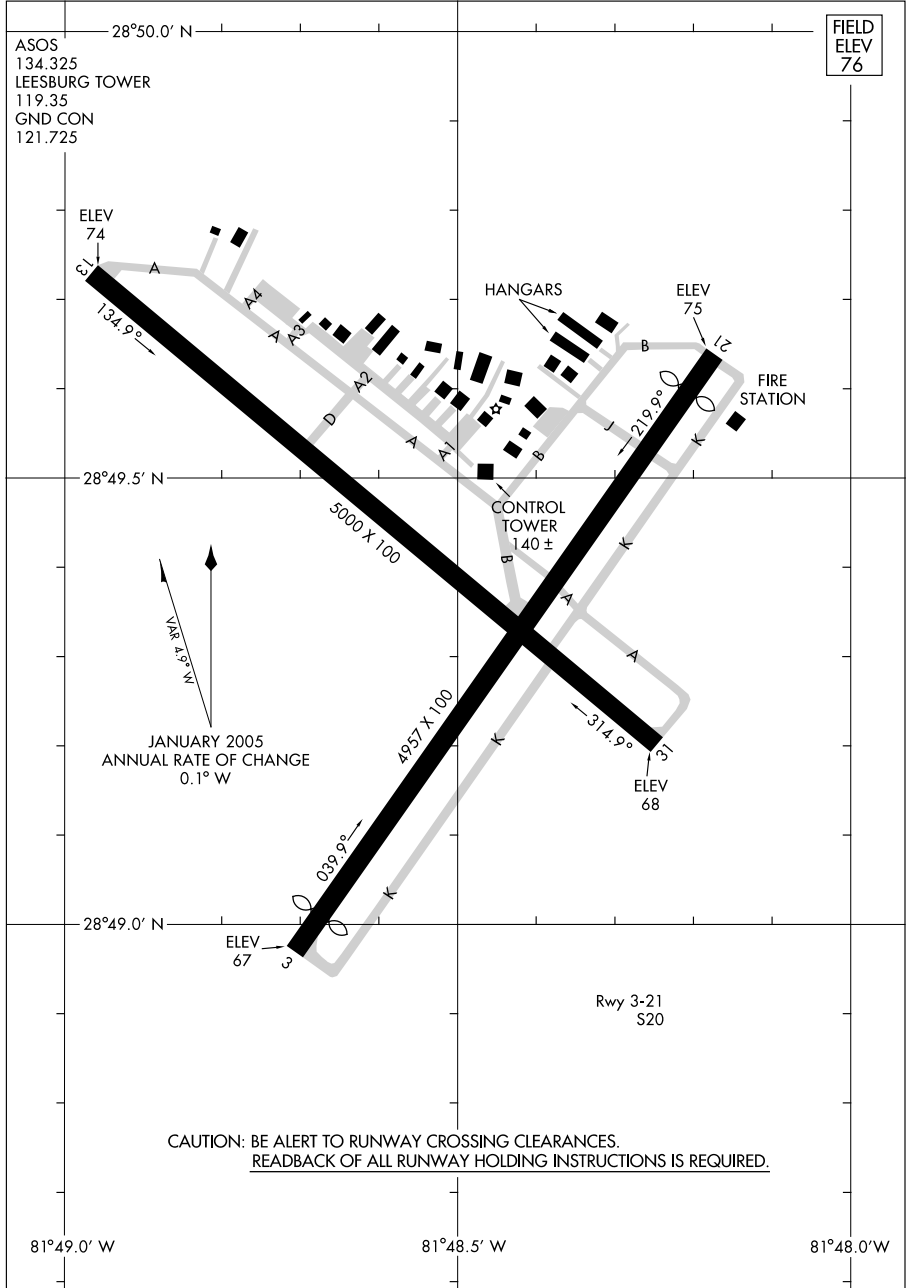 28°50.0' N
ASOS
134.325
LEESBURG TOWER
119.35
GND CON
121.725
FIELD
ELEV
76
ELEV
74
13
A
134.9°
A4
A
A3
HANGARS
ELEV
75
21
B
A2
FIRE
STATION
D
A
A1
J
219.9°
K
B
28°49.5' N
5000 X 100
CONTROL
TOWER
140 ±
K
B
A
VAR 4.9° W
A
JANUARY 2005
ANNUAL RATE OF CHANGE
0.1° W
4957 X 100
K
314.9°
31
ELEV
68
039.9°
K
28°49.0' N
ELEV
67
3
Rwy 3-21
S20
CAUTION: BE ALERT TO RUNWAY CROSSING CLEARANCES.
READBACK OF ALL RUNWAY HOLDING INSTRUCTIONS IS REQUIRED.
81°49.0' W
81°48.5' W
81°48.0'W